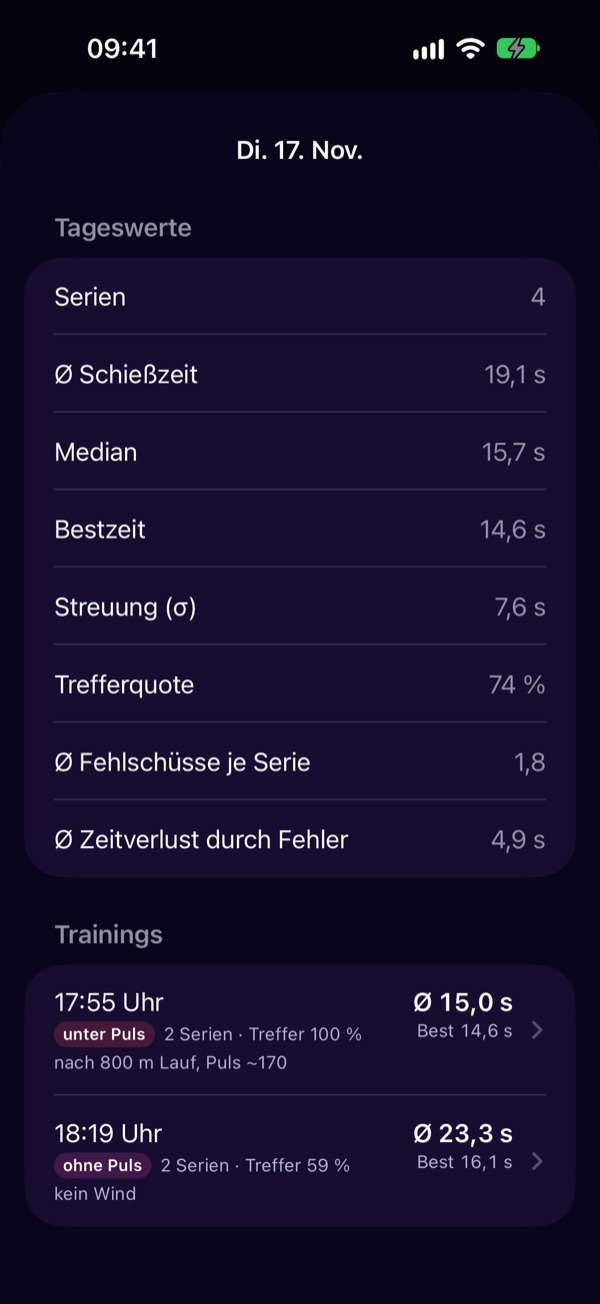 09:41
Di. 17. Nov.
Tageswerte
Serien 4
Ø Schießzeit 19,1 s
Median 15,7 s
Bestzeit 14,6 s
Streuung (σ) 7,6 s
Trefferquote 74 %
Ø Fehlschüsse je Serie 1,8
Ø Zeitverlust durch Fehler 4,9 s
Trainings
17:55 Uhr Ø 15,0 s
unter Puls 2 Serien · Treffer 100 % Best 14,6 s
nach 800 m Lauf, Puls ~170
18:19 Uhr Ø 23,3 s
ohne Puls 2 Serien · Treffer 59 % Best 16,1 s
kein Wind